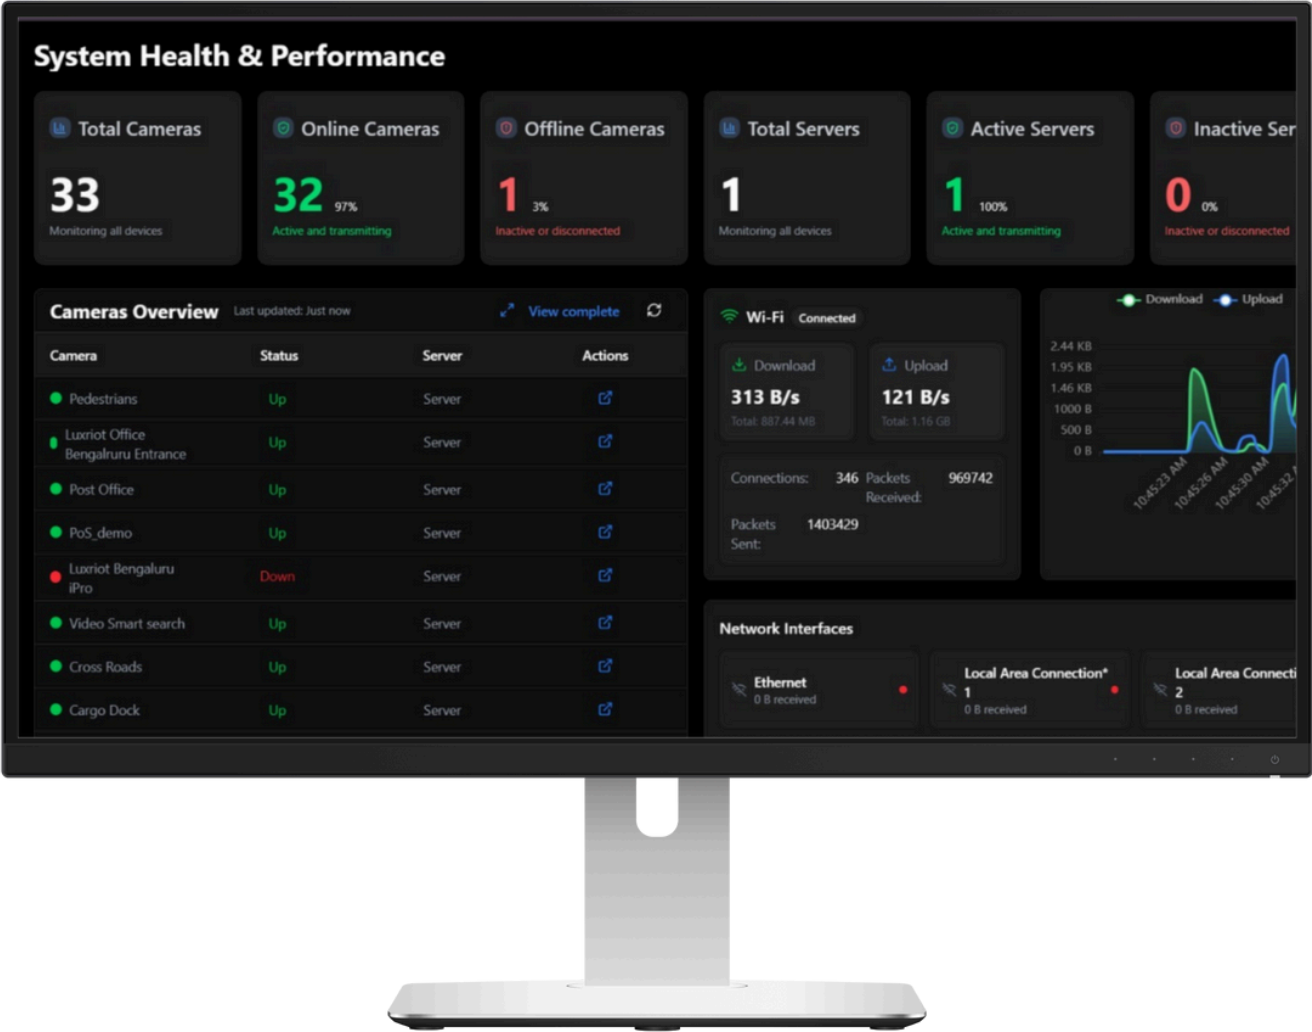 System Health & Performance
Total Cameras
33
Monitoring all devices
Online Cameras
32 97%
Active and transmitting
Offline Cameras
1 3%
Inactive or disconnected
Total Servers
1
Monitoring all devices
Active Servers
1 100%
Active and transmitting
Inactive Ser
0 0%
Inactive or disconnected
Cameras Overview Last updated: Just now View complete
Camera Status Server Actions
Pedestrians Up Server
Luxriot Office
Bengalruru Entrance Up Server
Post Office Up Server
PoS_demo Up Server
Luxriot Bengaluru
iPro Down Server
Video Smart search Up Server
Cross Roads Up Server
Cargo Dock Up Server
Wi-Fi Connected
Download
313 B/s
Total: 887.44 MB
Upload
121 B/s
Total: 1.16 GB
Connections: 346 Packets
Received: 969742
Packets
Sent: 1403429
Download Upload
2.44 KB
1.95 KB
1.46 KB
1000 B
500 B
0 B
10:45:23 AM
10:45:26 AM
10:45:30 AM
10:45:32 A
Network Interfaces
Ethernet
0 B received
Local Area Connection*
1
0 B received
Local Area Connecti
2
0 B received